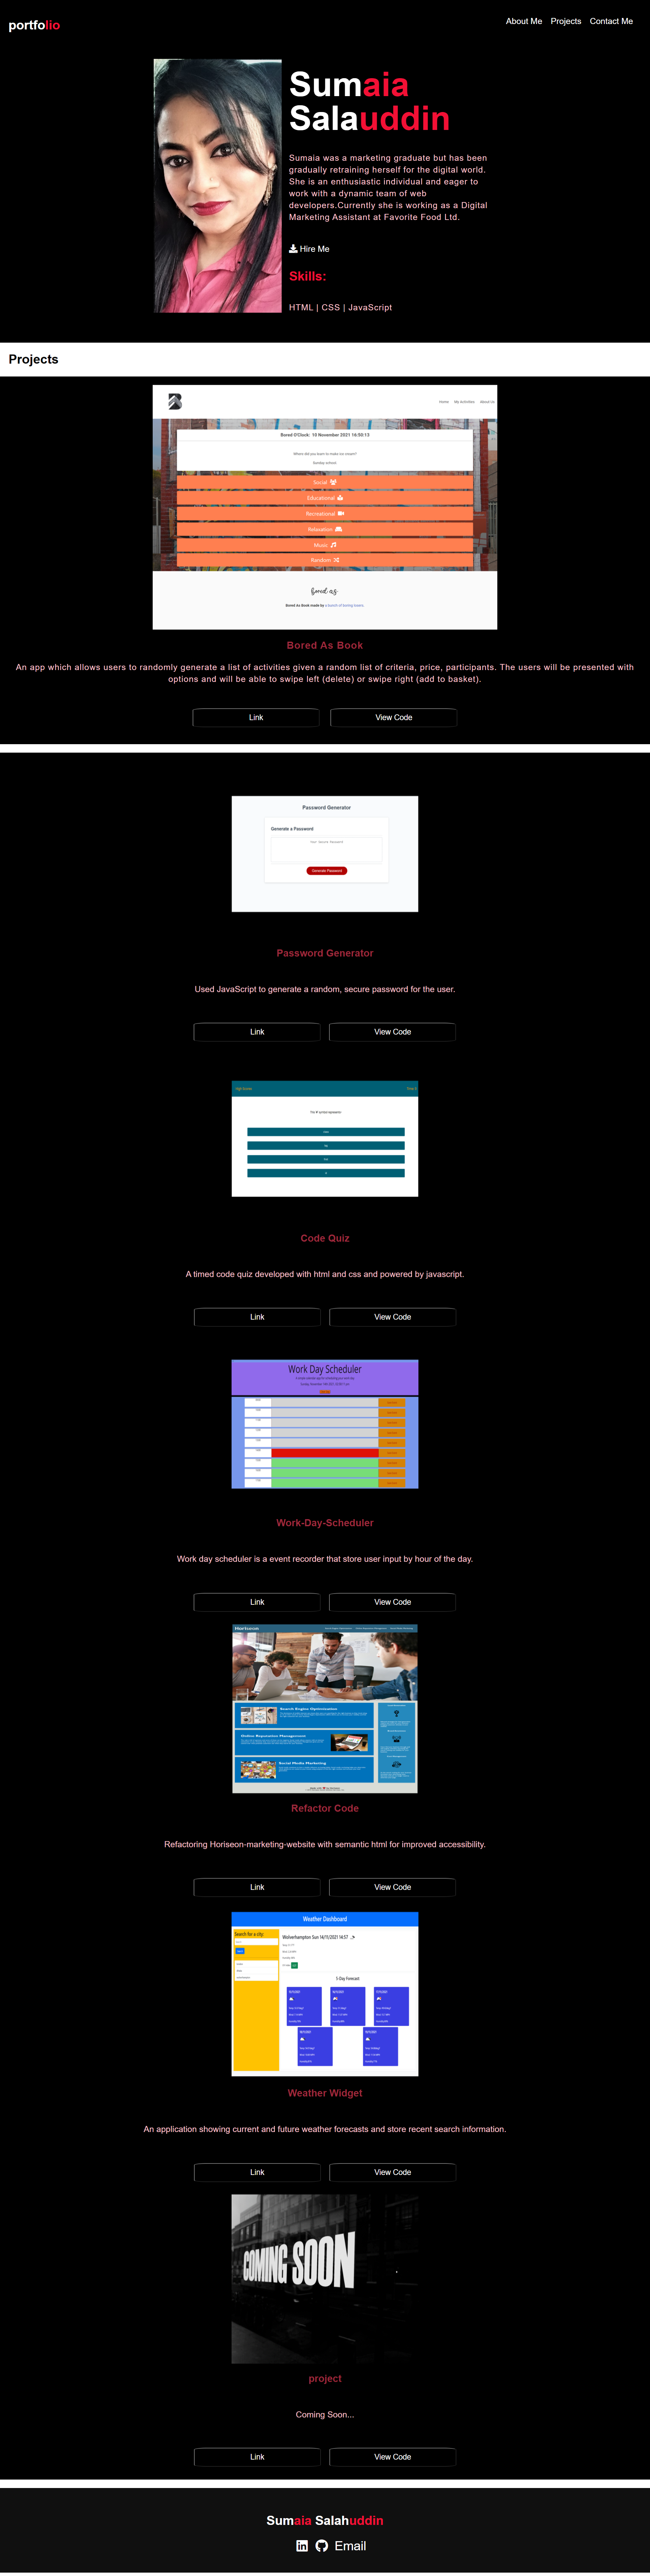 portfolio
About Me Projects Contact Me
Sumaia
Salauddin
Sumaia was a marketing graduate but has been
gradually retraining herself for the digital world.
She is an enthusiastic individual and eager to
work with a dynamic team of web
developers.Currently she is working as a Digital
Marketing Assistant at Favorite Food Ltd.
Hire Me
Skills:
HTML | CSS | JavaScript
Projects
Home My Activities About Us
Bored O'Clock: 10 November 2021 16:50:13
Where did you learn to make ice cream?
Sunday school.
Social
Educational
Recreational
Relaxation
Music
Random
bored as
Bored As Book made by a bunch of boring losers.
Bored As Book
An app which allows users to randomly generate a list of activities given a random list of criteria, price, participants. The users will be presented with
options and will be able to swipe left (delete) or swipe right (add to basket).
Link View Code
Password Generator
Generate a Password
Your Secure Password
Generate Password
Password Generator
Used JavaScript to generate a random, secure password for the user.
Link View Code
Code Quiz
A timed code quiz developed with html and css and powered by javascript.
Link View Code
Work Day Scheduler
Work-Day-Scheduler
Work day scheduler is a event recorder that store user input by hour of the day.
Link View Code
Horiseon
Search Engine Optimization
Online Reputation Management
Social Media Marketing
Refactor Code
Refactoring Horiseon-marketing-website with semantic html for improved accessibility.
Link View Code
Weather Dashboard
Search for a city:
Wolverhampton Sun 14/11/2021 14:57
5-Day Forecast:
Weather Widget
An application showing current and future weather forecasts and store recent search information.
Link View Code
COMING SOON
project
Coming Soon...
Link View Code
Sumaia Salahuddin
Email